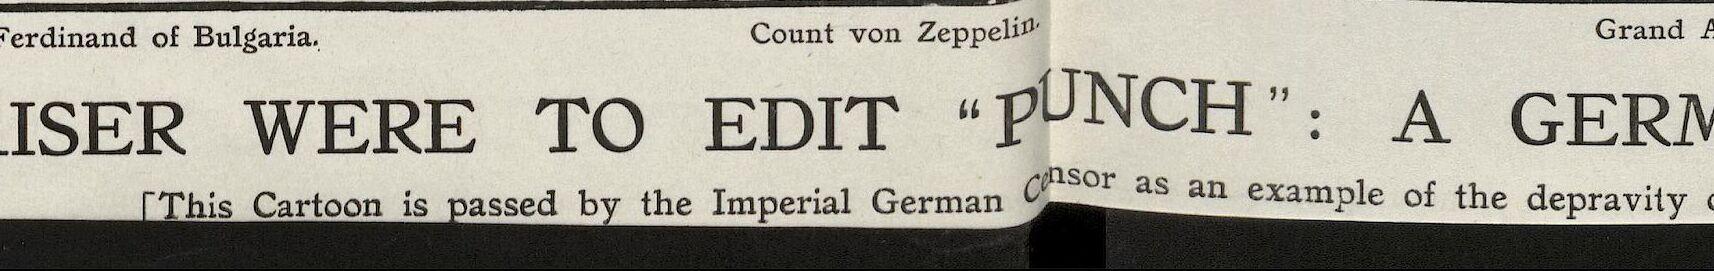 Ferdinand of Bulgaria. Count von Zeppelin. Grand A
ISER WERE TO EDIT “PUNCH”: A GERM
[This Cartoon is passed by the Imperial German Censor as an example of the depravity